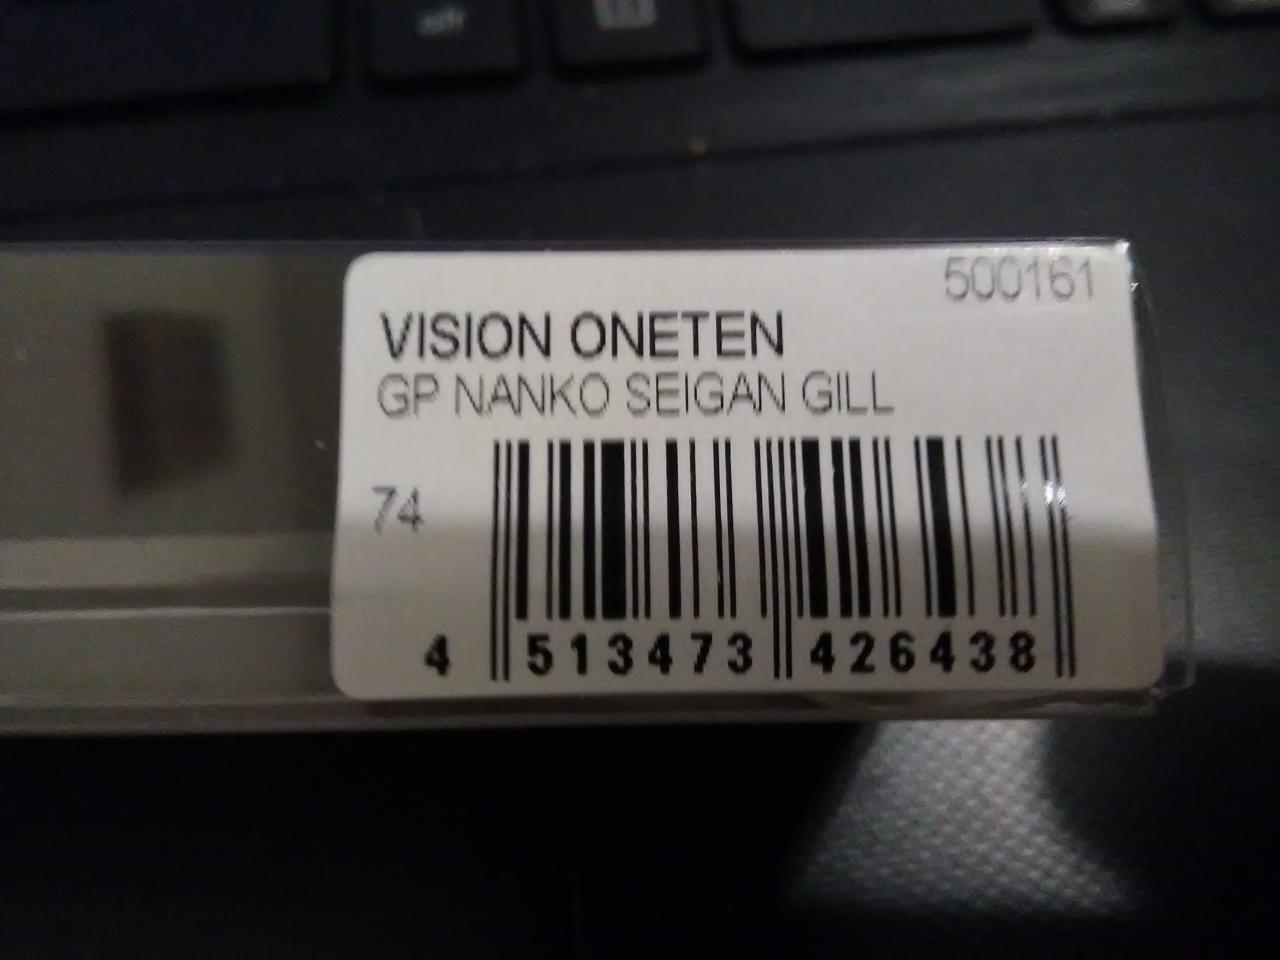 500161
VISION ONETEN
GP NANKO SEIGAN GILL
74
4 513473 426438